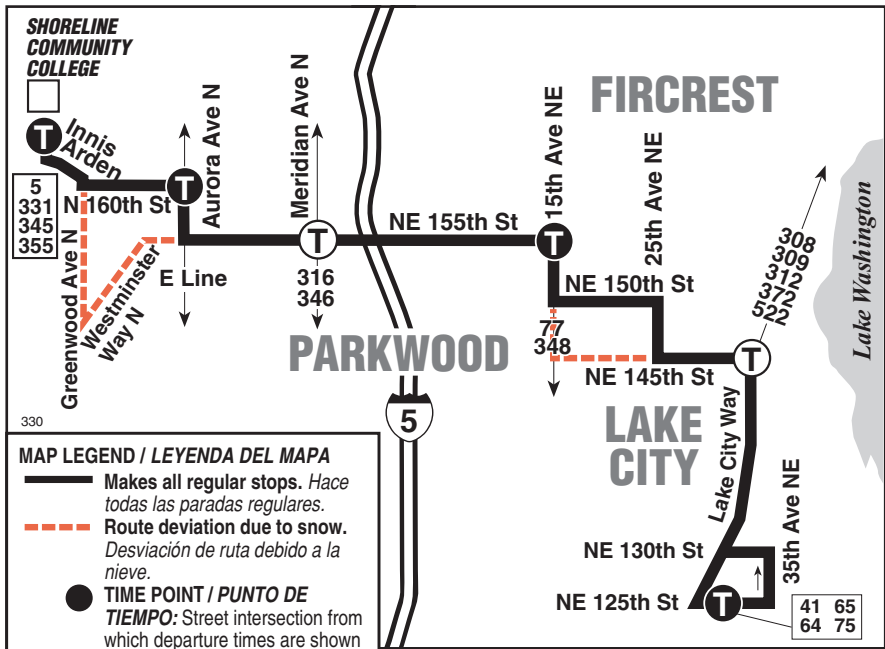 SHORELINE
COMMUNITY
COLLEGE
T
Innis
Arden
5
331
345
355
N 160th St
T
Aurora Ave N
Meridian Ave N
T
316
346
E Line
Greenwood Ave N
Westminster
Way N
NE 155th St
T
15th Ave NE
FIRCREST
25th Ave NE
NE 150th St
77
348
NE 145th St
T
308
309
312
372
522
Lake Washington
PARKWOOD
5
LAKE
CITY
Lake City Way
35th Ave NE
NE 130th St
NE 125th St
T
41 65
64 75
330
MAP LEGEND / LEYENDA DEL MAPA
Makes all regular stops. Hace
todas las paradas regulares.
Route deviation due to snow.
Desviación de ruta debido a la
nieve.
TIME POINT / PUNTO DE
TIEMPO: Street intersection from
which departure times are shown